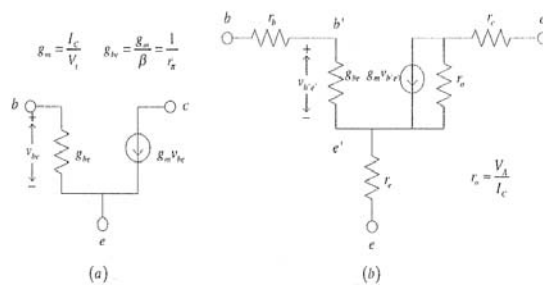 g_m = I_C / V_t
g_be = g_m / β = 1 / r_π
b
c
+
v_be
−
g_be
g_m v_be
e
(a)
b
r_b
b'
r_c
c
+
v_b'e'
−
g_be
g_m v_b'e'
r_o
e'
r_e
r_o = V_A / I_C
e
(b)